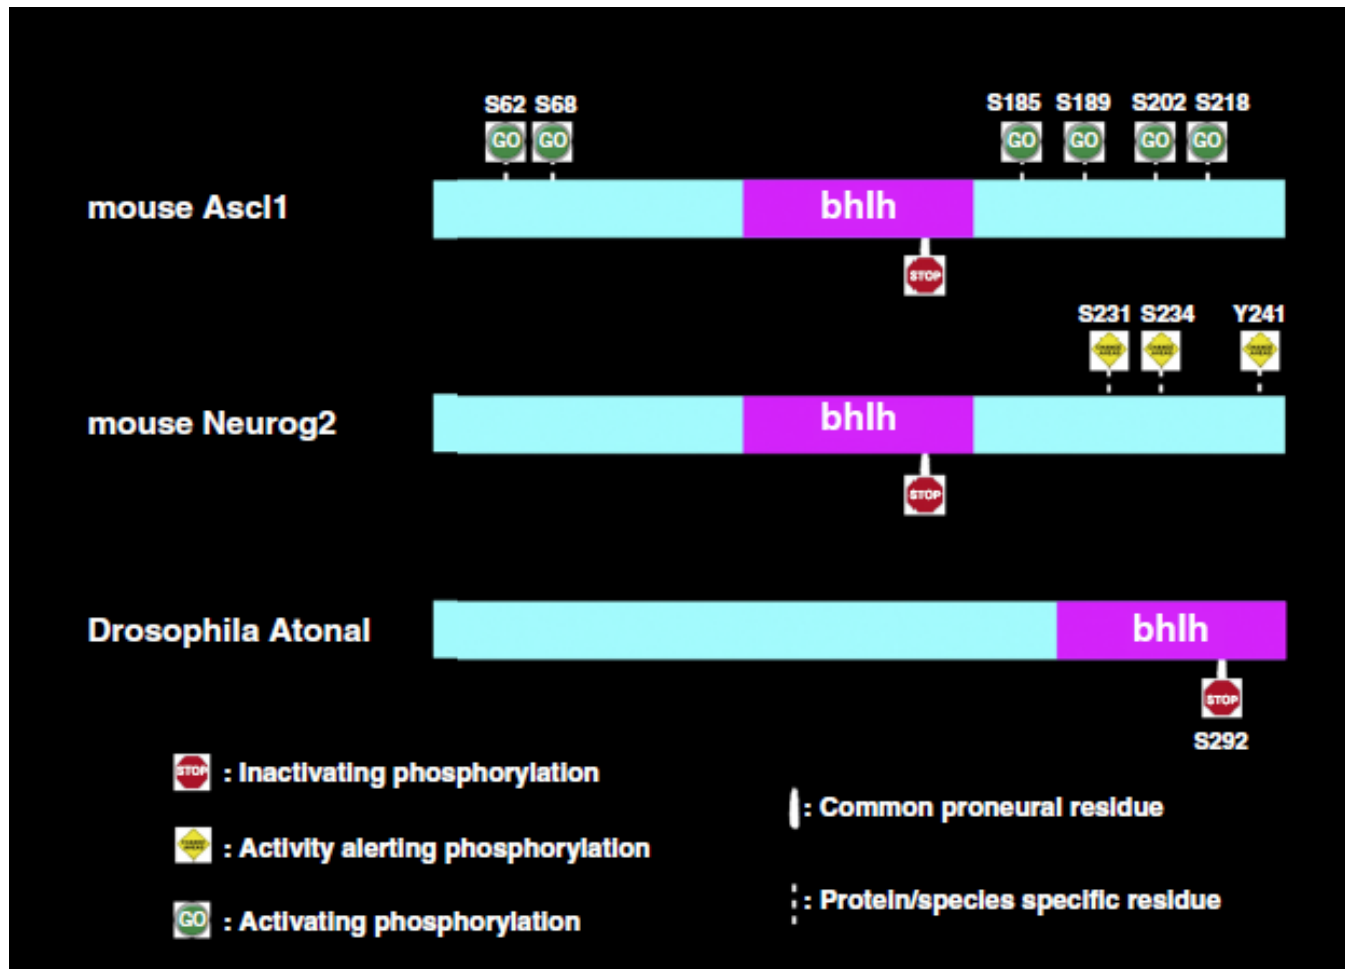 S62 S68 S185 S189 S202 S218
GO GO GO GO GO GO
mouse Ascl1 bhlh
STOP
S231 S234 Y241
mouse Neurog2 bhlh
STOP
Drosophila Atonal bhlh
STOP
S292
STOP : Inactivating phosphorylation
: Common proneural residue
: Activity alerting phosphorylation
: Protein/species specific residue
GO : Activating phosphorylation